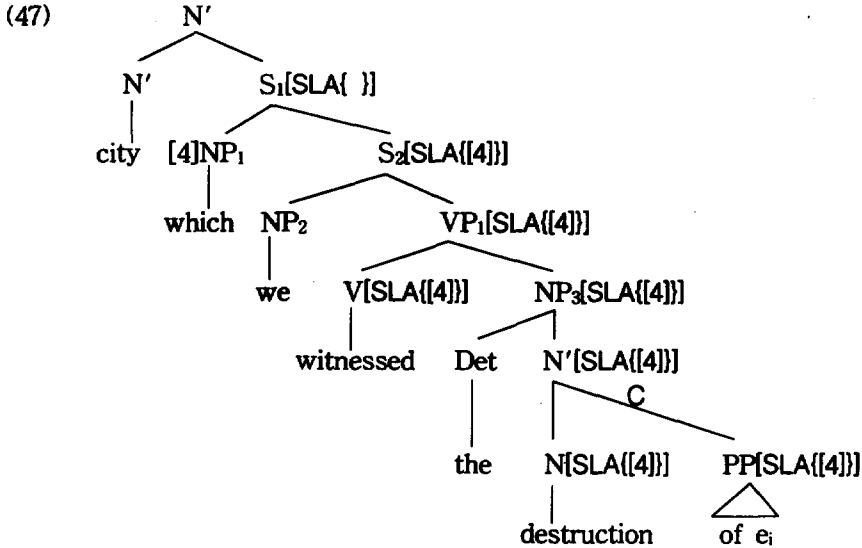 (47) N′
N′ S₁[SLA{ }]
city [4]NP₁ S₂[SLA{[4]}]
which NP₂ VP₁[SLA{[4]}]
we V[SLA{[4]}] NP₃[SLA{[4]}]
witnessed Det N′[SLA{[4]}]
C
the N[SLA{[4]}] PP[SLA{[4]}]
destruction of eᵢ